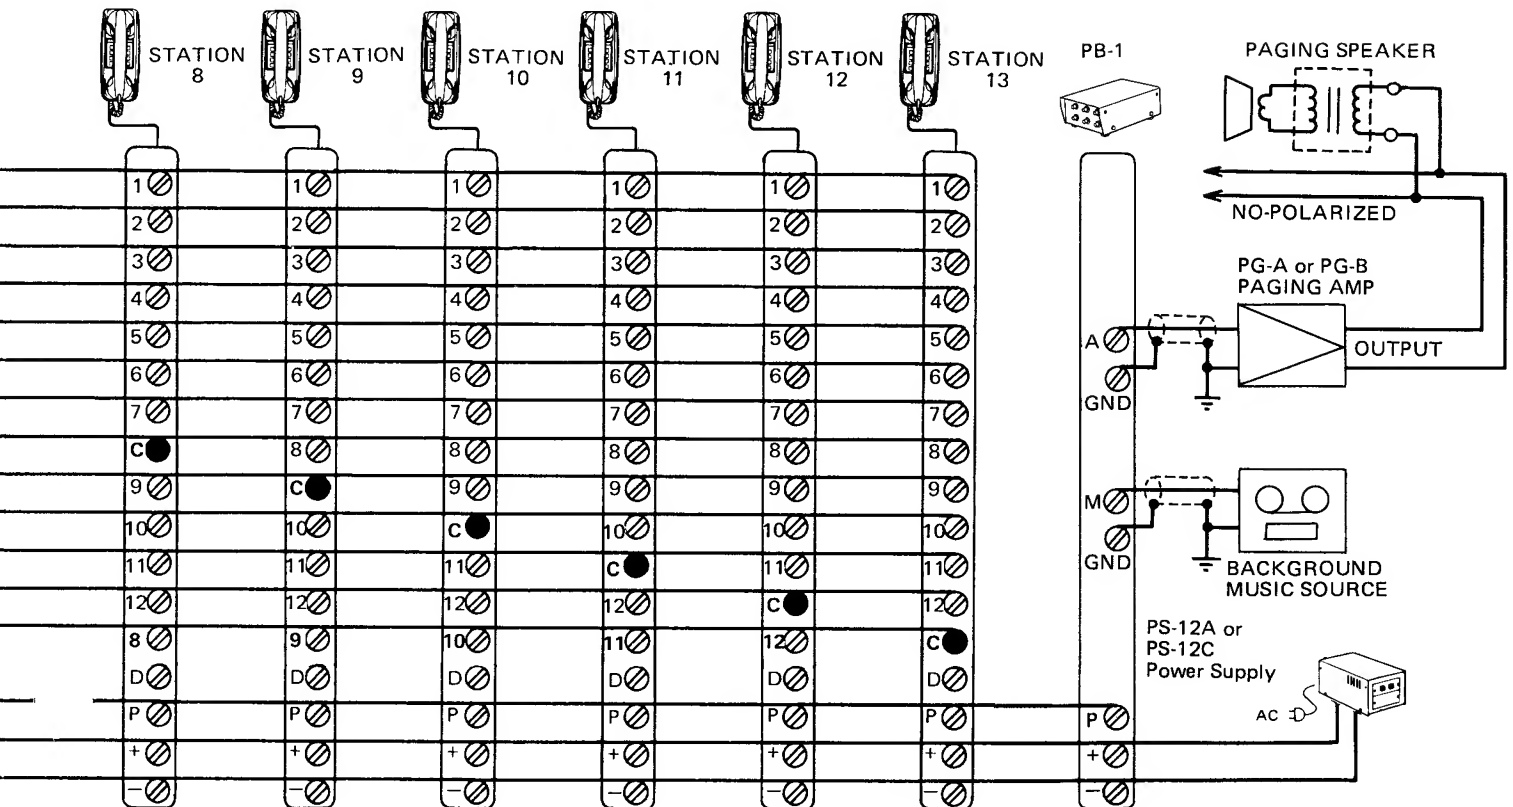 STATION
8
STATION
9
STATION
10
STATION
11
STATION
12
STATION
13
PB-1
PAGING SPEAKER
1 1 1 1 1 1
2 2 2 2 2 2
NO-POLARIZED
3 3 3 3 3 3
PG-A or PG-B
PAGING AMP
4 4 4 4 4 4
5 5 5 5 5 5 A
OUTPUT
6 6 6 6 6 6
GND
7 7 7 7 7 7
C 8 8 8 8 8
9 C 9 9 9 9 M
10 10 C 10 10 10
11 11 11 C 11 11 GND
BACKGROUND
MUSIC SOURCE
12 12 12 12 C 12
8 9 10 11 12 C
PS-12A or
PS-12C
Power Supply
D D D D D D
P P P P P P P
AC
+ + + + + + +
− − − − − − −